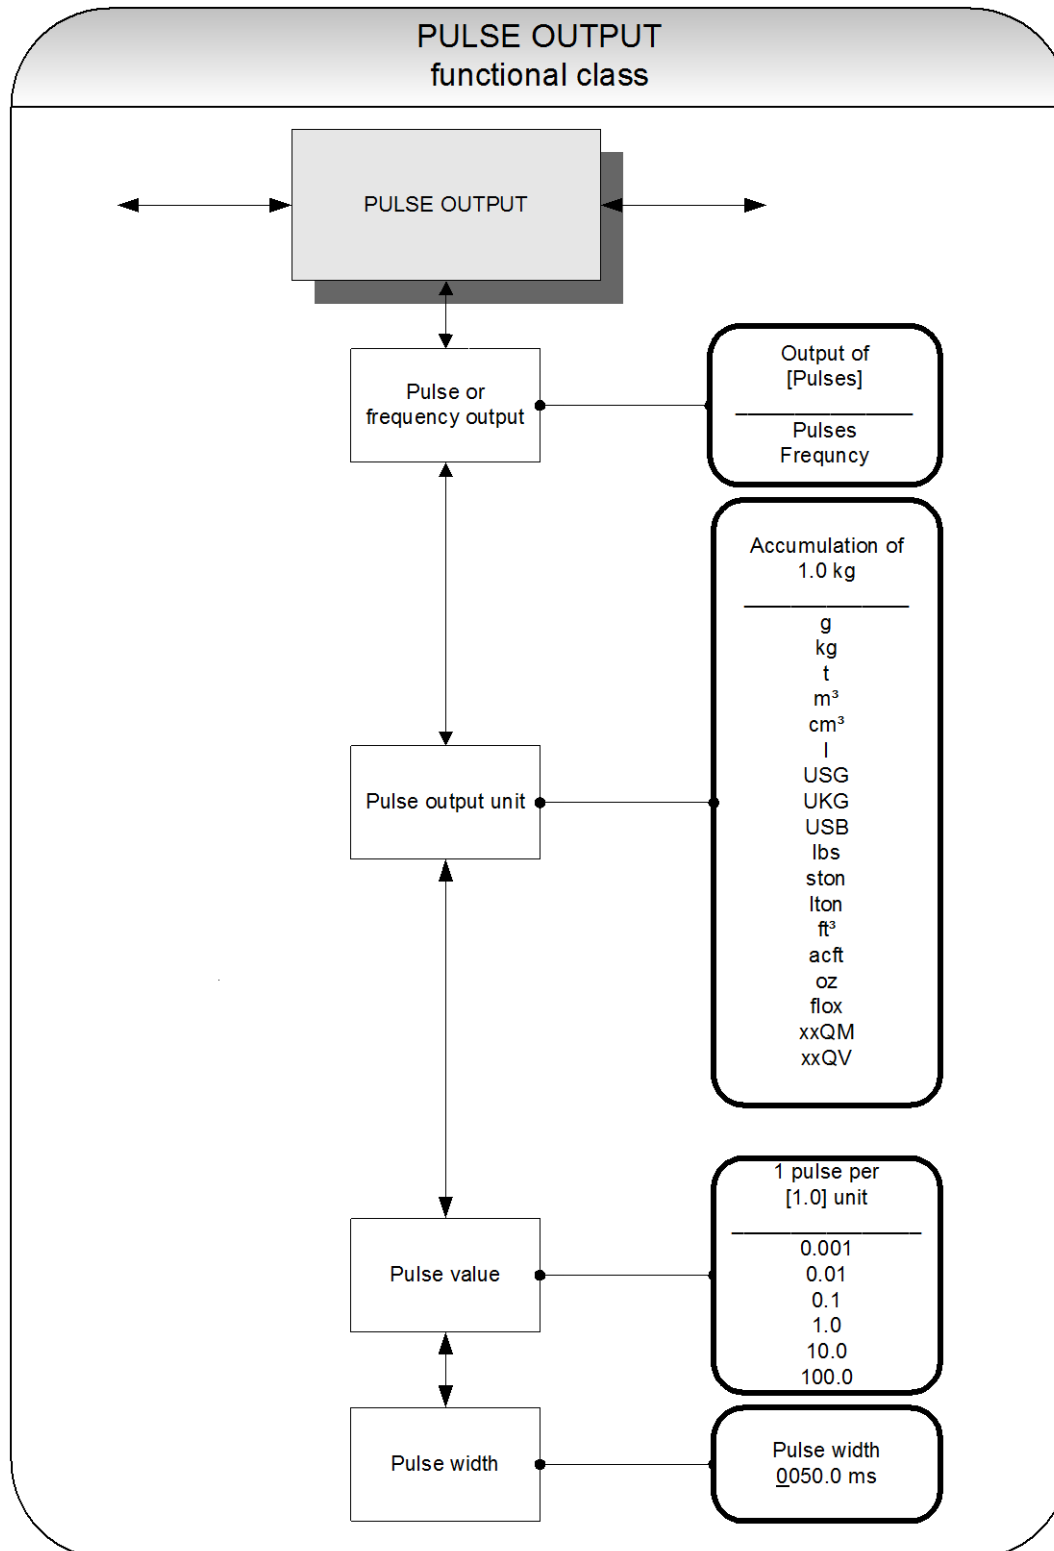 PULSE OUTPUT
functional class
PULSE OUTPUT
Pulse or
frequency output
Output of
[Pulses]
Pulses
Frequncy
Pulse output unit
Accumulation of
1.0 kg
g
kg
t
m³
cm³
l
USG
UKG
USB
lbs
ston
lton
ft³
acft
oz
flox
xxQM
xxQV
Pulse value
1 pulse per
[1.0] unit
0.001
0.01
0.1
1.0
10.0
100.0
Pulse width
Pulse width
0050.0 ms